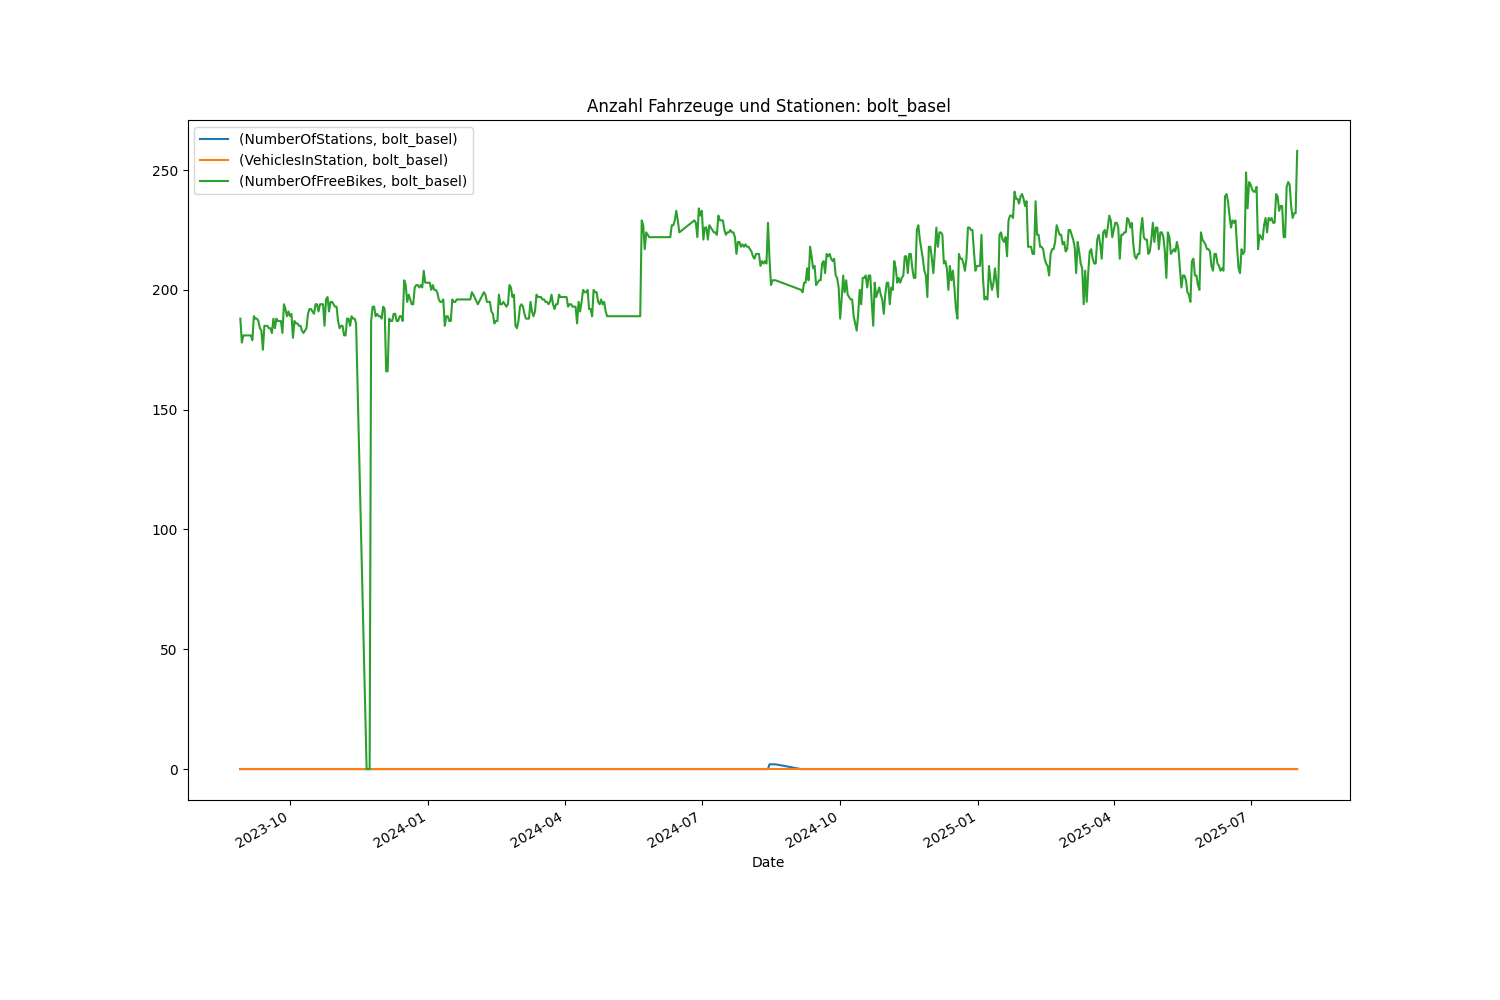 Anzahl Fahrzeuge und Stationen: bolt_basel
(NumberOfStations, bolt_basel)
(VehiclesInStation, bolt_basel)
(NumberOfFreeBikes, bolt_basel)
250
200
150
100
50
0
2023-10
2024-01
2024-04
2024-07
2024-10
2025-01
2025-04
2025-07
Date